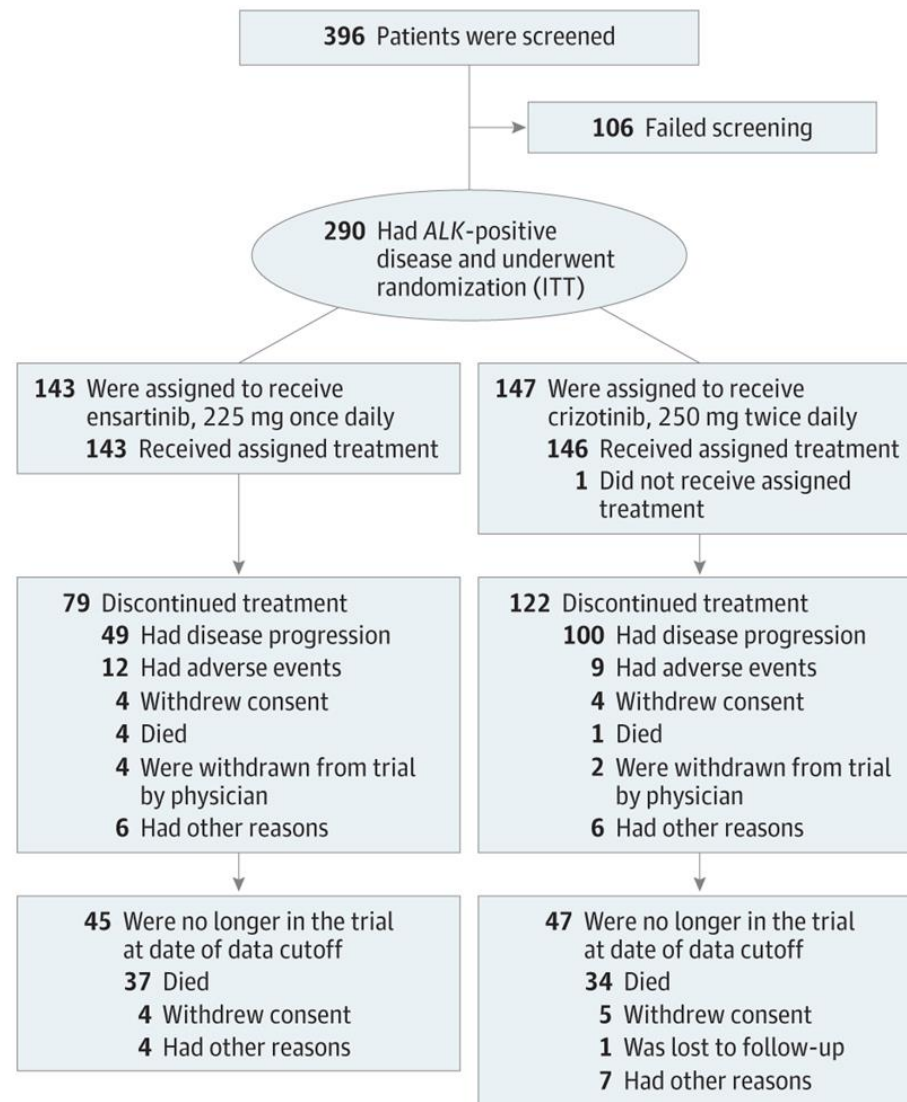 396 Patients were screened
106 Failed screening
290 Had ALK-positive
disease and underwent
randomization (ITT)
143 Were assigned to receive
ensartinib, 225 mg once daily
143 Received assigned treatment
147 Were assigned to receive
crizotinib, 250 mg twice daily
146 Received assigned treatment
1 Did not receive assigned
treatment
79 Discontinued treatment
49 Had disease progression
12 Had adverse events
4 Withdrew consent
4 Died
4 Were withdrawn from trial
by physician
6 Had other reasons
122 Discontinued treatment
100 Had disease progression
9 Had adverse events
4 Withdrew consent
1 Died
2 Were withdrawn from trial
by physician
6 Had other reasons
45 Were no longer in the trial
at date of data cutoff
37 Died
4 Withdrew consent
4 Had other reasons
47 Were no longer in the trial
at date of data cutoff
34 Died
5 Withdrew consent
1 Was lost to follow-up
7 Had other reasons